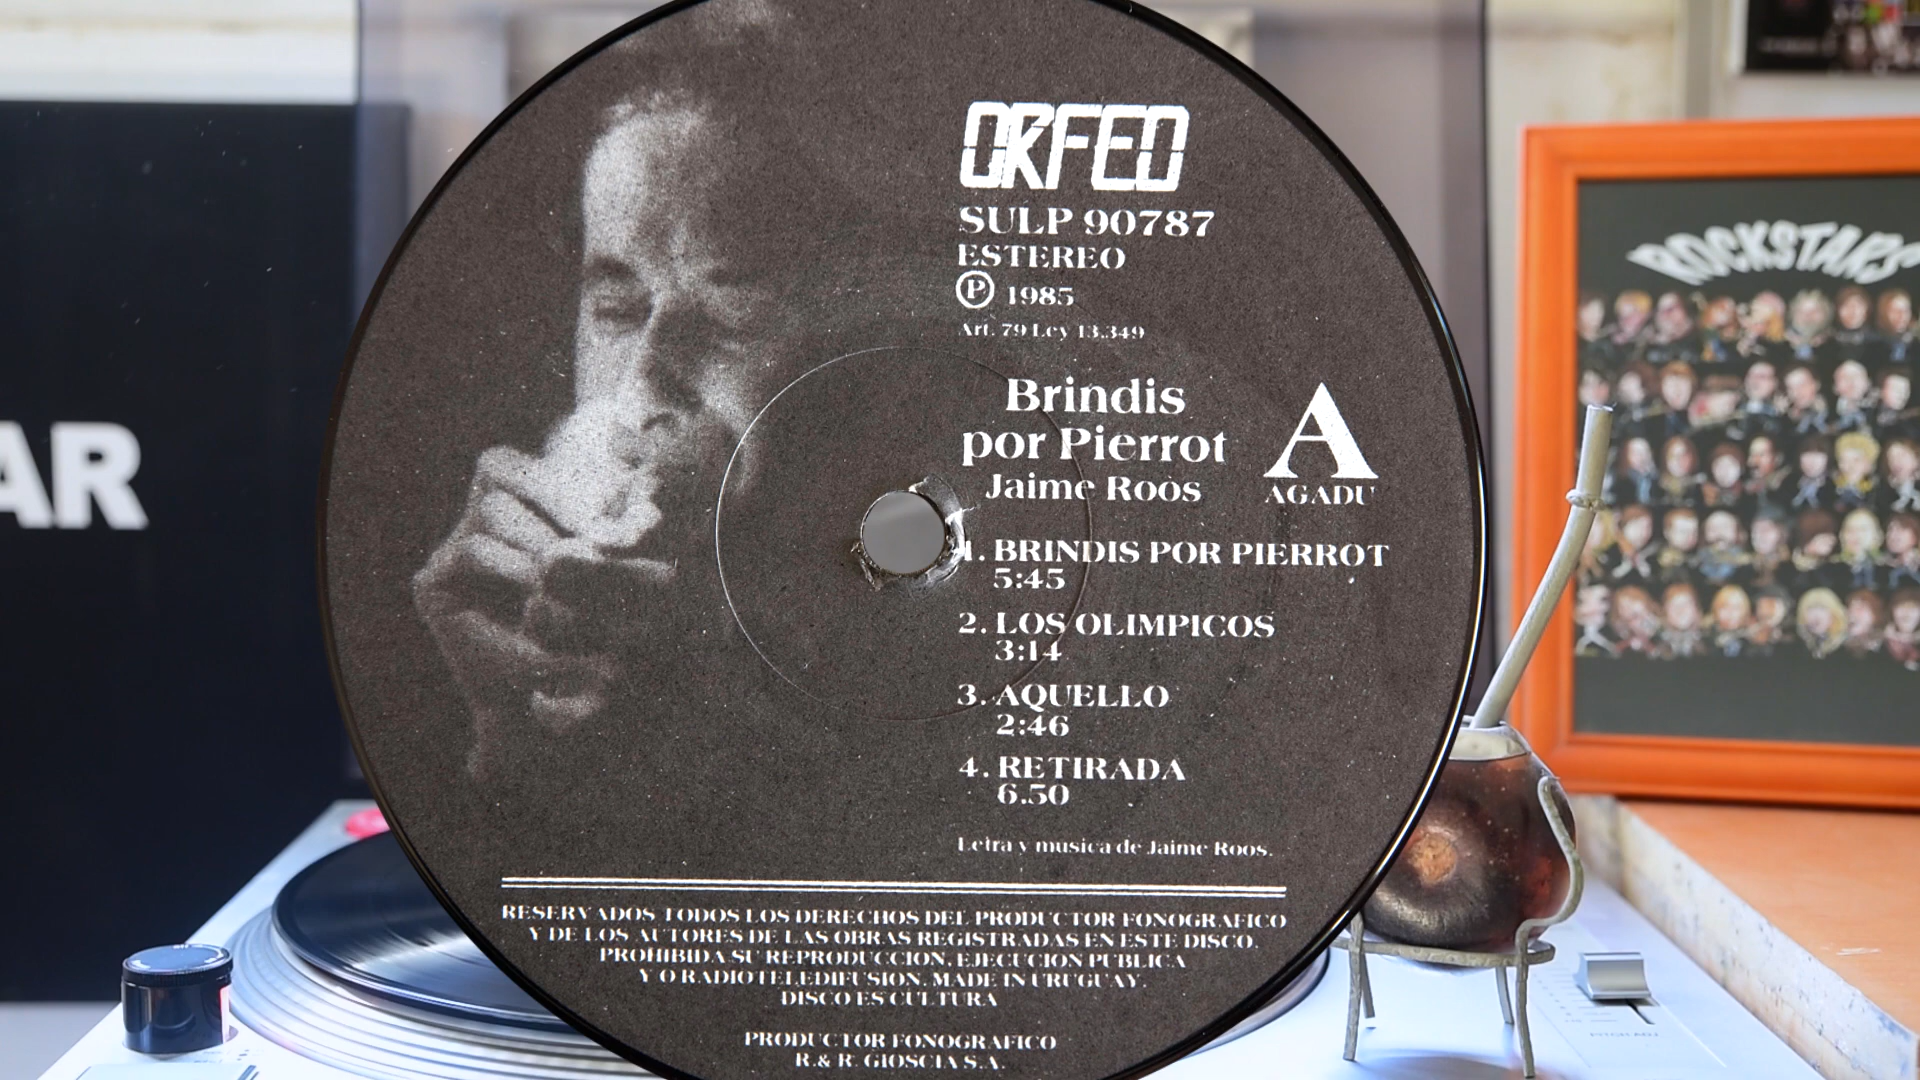 ORFEO
SULP 90787
ESTEREO
Ⓟ 1985
Art. 79 Ley 13.349
Brindis
por Pierrot
Jaime Roos
A
AGADU
1. BRINDIS POR PIERROT
5:45
2. LOS OLIMPICOS
3:14
3. AQUELLO
2:46
4. RETIRADA
6.50
Letra y musica de Jaime Roos.
RESERVADOS TODOS LOS DERECHOS DEL PRODUCTOR FONOGRAFICO
Y DE LOS AUTORES DE LAS OBRAS REGISTRADAS EN ESTE DISCO.
PROHIBIDA SU REPRODUCCION, EJECUCION PUBLICA
Y O RADIOTELEDIFUSION. MADE IN URUGUAY.
DISCO ES CULTURA
PRODUCTOR FONOGRAFICO
R.& R. GIOSCIA S.A.
AR
ROCKSTARS
PITCH ADJ